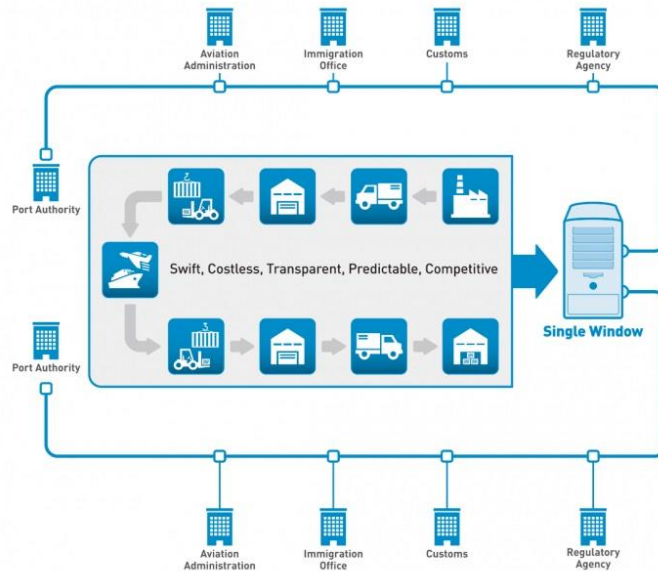 Aviation
Administration
Immigration
Office
Customs
Regulatory
Agency
Port Authority
Swift, Costless, Transparent, Predictable, Competitive
Single Window
Port Authority
Aviation
Administration
Immigration
Office
Customs
Regulatory
Agency